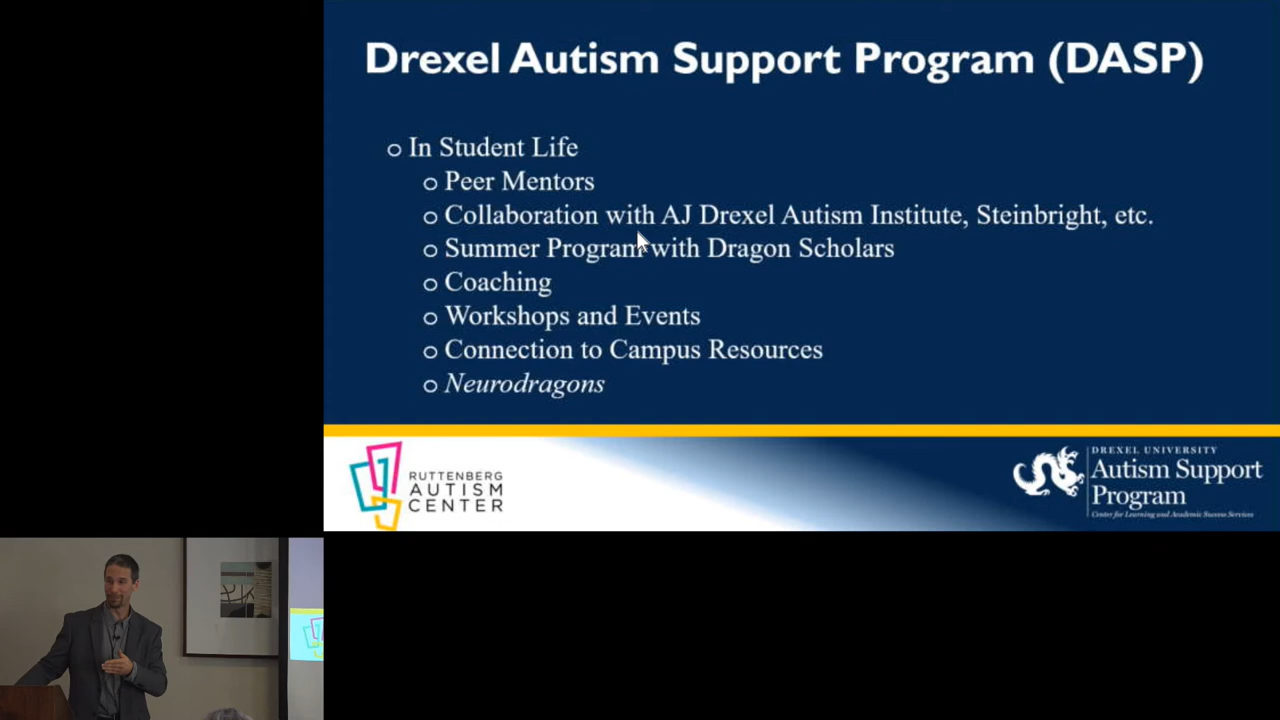 Drexel Autism Support Program (DASP)
o In Student Life
o Peer Mentors
o Collaboration with AJ Drexel Autism Institute, Steinbright, etc.
o Summer Program with Dragon Scholars
o Coaching
o Workshops and Events
o Connection to Campus Resources
o Neurodragons
RUTTENBERG
AUTISM
CENTER
DREXEL UNIVERSITY
Autism Support
Program
Center for Learning and Academic Success Services